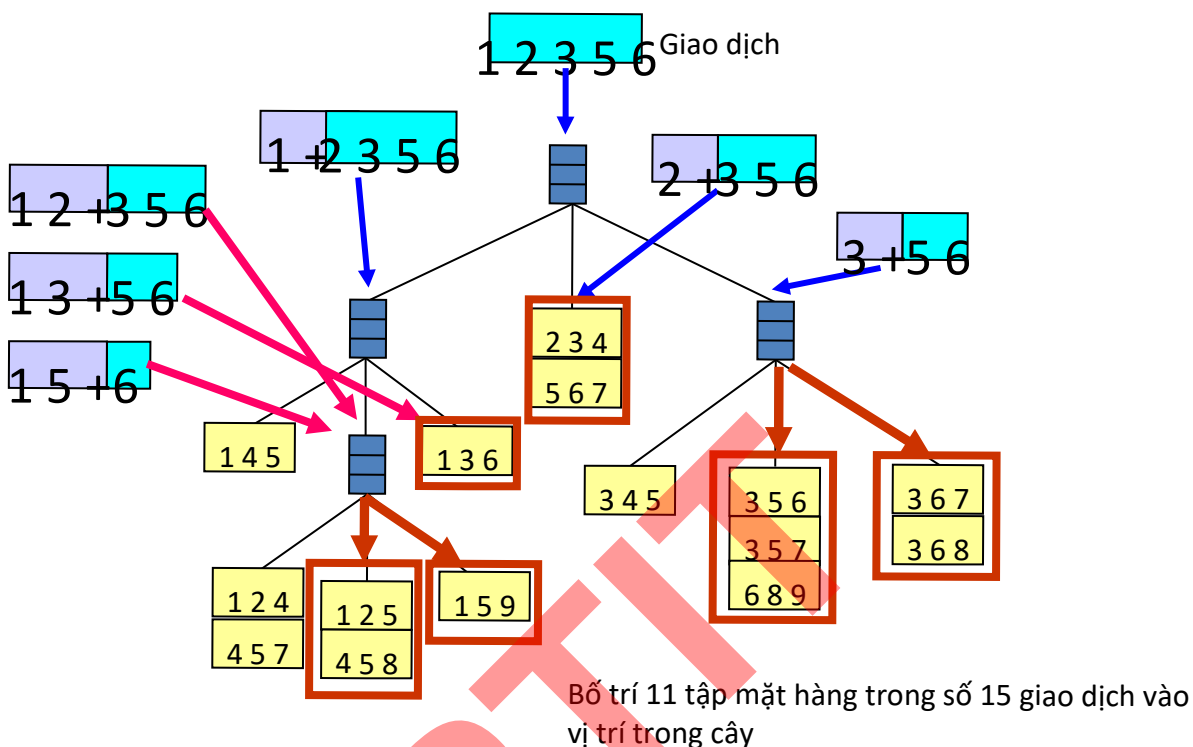 1 2 3 5 6 Giao dịch
1 + 2 3 5 6
2 + 3 5 6
1 2 + 3 5 6
3 + 5 6
1 3 + 5 6
1 5 + 6
2 3 4
5 6 7
1 4 5
1 3 6
3 4 5
3 5 6
3 5 7
6 8 9
3 6 7
3 6 8
1 2 4
4 5 7
1 2 5
4 5 8
1 5 9
Bố trí 11 tập mặt hàng trong số 15 giao dịch vào
vị trí trong cây
PTIT